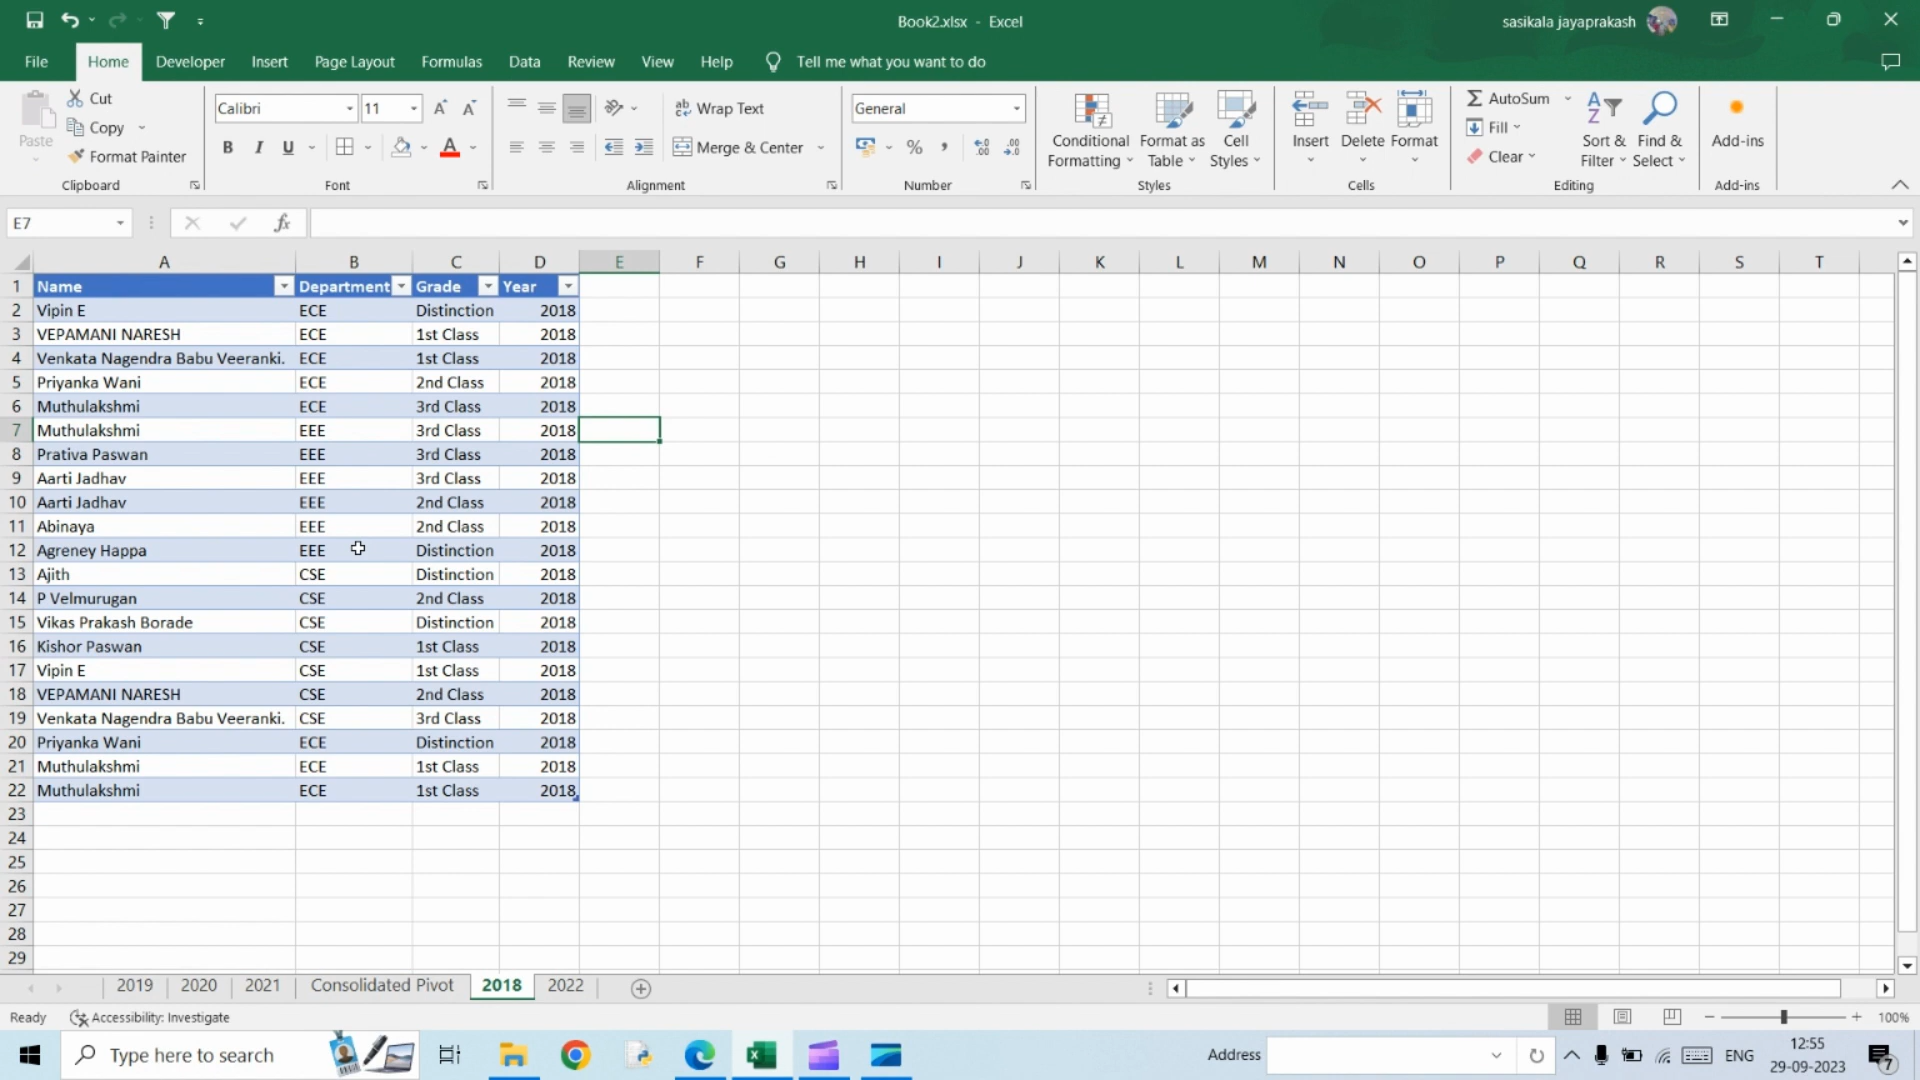 Book2.xlsx - Excel
sasikala jayaprakash
File Home Developer Insert Page Layout Formulas Data Review View Help Tell me what you want to do
Paste
Cut
Copy
Format Painter
Clipboard
Calibri 11
B I U A
Font
ab Wrap Text
Merge & Center
Alignment
General
% , .00
Number
Conditional Formatting
Format as Table
Cell Styles
Styles
Insert Delete Format
Cells
AutoSum
Fill
Clear
Sort & Filter
Find & Select
Editing
Add-ins
Add-ins
E7 fx
A B C D E F G H I J K L M N O P Q R S T
1 Name Department Grade Year
2 Vipin E ECE Distinction 2018
3 VEPAMANI NARESH ECE 1st Class 2018
4 Venkata Nagendra Babu Veeranki. ECE 1st Class 2018
5 Priyanka Wani ECE 2nd Class 2018
6 Muthulakshmi ECE 3rd Class 2018
7 Muthulakshmi EEE 3rd Class 2018
8 Prativa Paswan EEE 3rd Class 2018
9 Aarti Jadhav EEE 3rd Class 2018
10 Aarti Jadhav EEE 2nd Class 2018
11 Abinaya EEE 2nd Class 2018
12 Agreney Happa EEE Distinction 2018
13 Ajith CSE Distinction 2018
14 P Velmurugan CSE 2nd Class 2018
15 Vikas Prakash Borade CSE Distinction 2018
16 Kishor Paswan CSE 1st Class 2018
17 Vipin E CSE 1st Class 2018
18 VEPAMANI NARESH CSE 2nd Class 2018
19 Venkata Nagendra Babu Veeranki. CSE 3rd Class 2018
20 Priyanka Wani ECE Distinction 2018
21 Muthulakshmi ECE 1st Class 2018
22 Muthulakshmi ECE 1st Class 2018
23
24
25
26
27
28
29
2019 2020 2021 Consolidated Pivot 2018 2022
Ready Accessibility: Investigate 100%
Type here to search Address ENG 12:55
29-09-2023 7